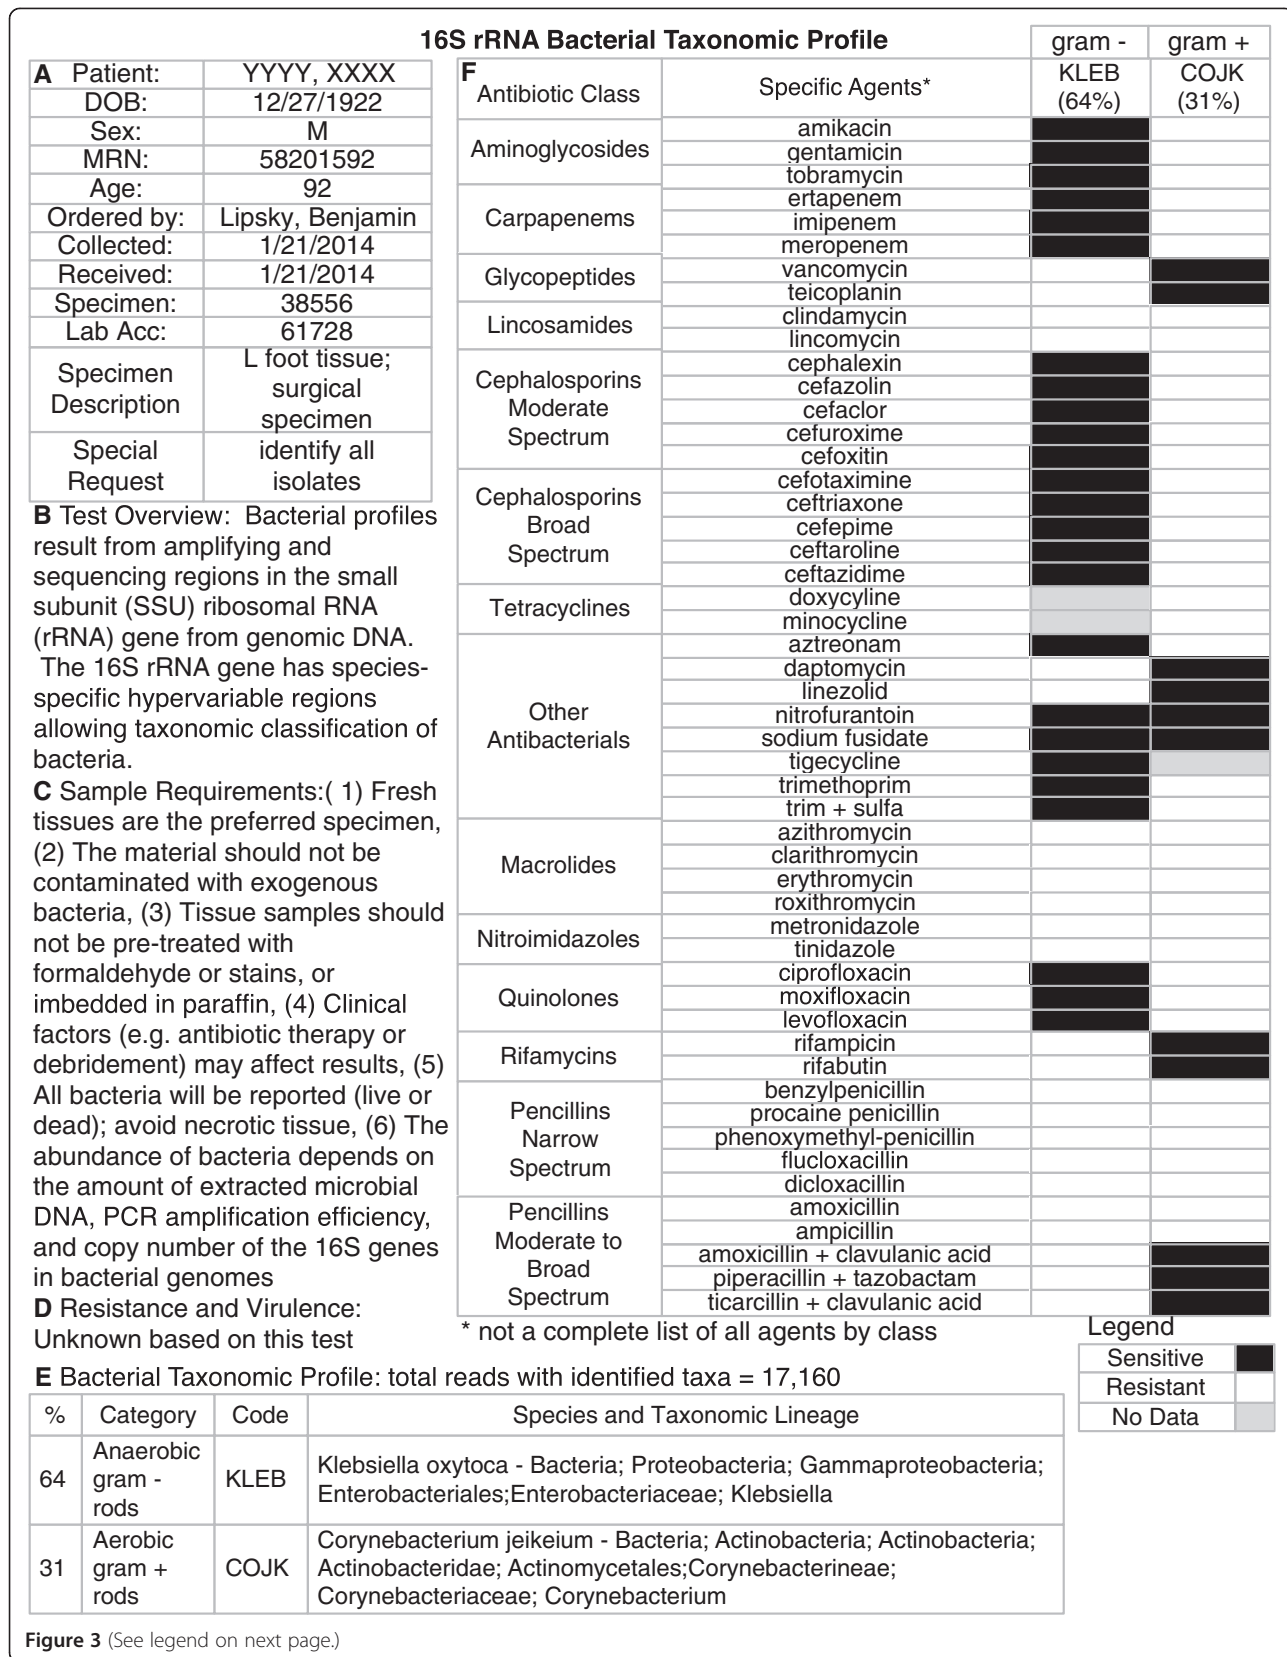 16S rRNA Bacterial Taxonomic Profile
gram -
gram +
A Patient: YYYY, XXXX
DOB: 12/27/1922
Sex: M
MRN: 58201592
Age: 92
Ordered by: Lipsky, Benjamin
Collected: 1/21/2014
Received: 1/21/2014
Specimen: 38556
Lab Acc: 61728
Specimen
Description
L foot tissue;
surgical
specimen
Special
Request
identify all
isolates
B Test Overview: Bacterial profiles
result from amplifying and
sequencing regions in the small
subunit (SSU) ribosomal RNA
(rRNA) gene from genomic DNA.
The 16S rRNA gene has species-
specific hypervariable regions
allowing taxonomic classification of
bacteria.
C Sample Requirements:( 1) Fresh
tissues are the preferred specimen,
(2) The material should not be
contaminated with exogenous
bacteria, (3) Tissue samples should
not be pre-treated with
formaldehyde or stains, or
imbedded in paraffin, (4) Clinical
factors (e.g. antibiotic therapy or
debridement) may affect results, (5)
All bacteria will be reported (live or
dead); avoid necrotic tissue, (6) The
abundance of bacteria depends on
the amount of extracted microbial
DNA, PCR amplification efficiency,
and copy number of the 16S genes
in bacterial genomes
D Resistance and Virulence:
Unknown based on this test
F
Antibiotic Class
Specific Agents*
KLEB
(64%)
COJK
(31%)
Aminoglycosides
amikacin
gentamicin
tobramycin
Carpapenems
ertapenem
imipenem
meropenem
Glycopeptides
vancomycin
teicoplanin
Lincosamides
clindamycin
lincomycin
Cephalosporins
Moderate
Spectrum
cephalexin
cefazolin
cefaclor
cefuroxime
cefoxitin
Cephalosporins
Broad
Spectrum
cefotaximine
ceftriaxone
cefepime
ceftaroline
ceftazidime
Tetracyclines
doxycyline
minocycline
Other
Antibacterials
aztreonam
daptomycin
linezolid
nitrofurantoin
sodium fusidate
tigecycline
trimethoprim
trim + sulfa
Macrolides
azithromycin
clarithromycin
erythromycin
roxithromycin
Nitroimidazoles
metronidazole
tinidazole
Quinolones
ciprofloxacin
moxifloxacin
levofloxacin
Rifamycins
rifampicin
rifabutin
Pencillins
Narrow
Spectrum
benzylpenicillin
procaine penicillin
phenoxymethyl-penicillin
flucloxacillin
dicloxacillin
Pencillins
Moderate to
Broad
Spectrum
amoxicillin
ampicillin
amoxicillin + clavulanic acid
piperacillin + tazobactam
ticarcillin + clavulanic acid
* not a complete list of all agents by class
Legend
Sensitive
Resistant
No Data
E Bacterial Taxonomic Profile: total reads with identified taxa = 17,160
% Category Code Species and Taxonomic Lineage
64
Anaerobic
gram -
rods
KLEB
Klebsiella oxytoca - Bacteria; Proteobacteria; Gammaproteobacteria;
Enterobacteriales;Enterobacteriaceae; Klebsiella
31
Aerobic
gram +
rods
COJK
Corynebacterium jeikeium - Bacteria; Actinobacteria; Actinobacteria;
Actinobacteridae; Actinomycetales;Corynebacterineae;
Corynebacteriaceae; Corynebacterium
Figure 3 (See legend on next page.)